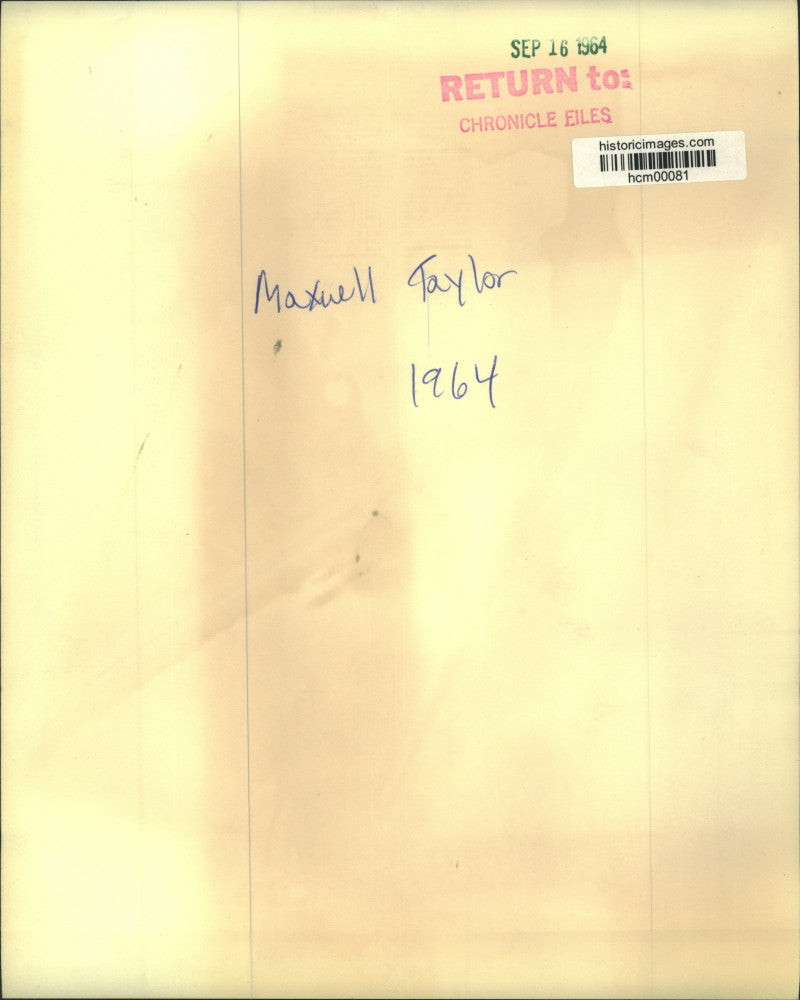 SEP 16 1964
RETURN to:
CHRONICLE FILES
historicimages.com
hcm00081
Maxwell Taylor
1964